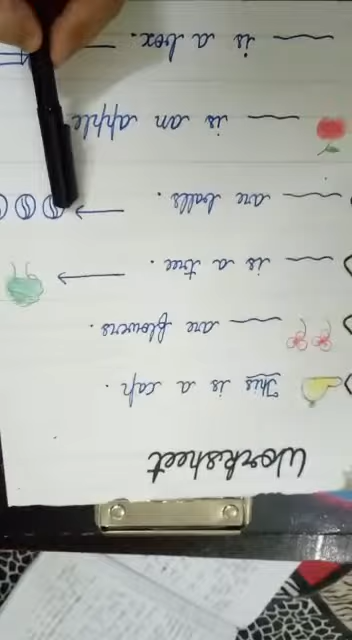 Worksheet
This is a cap.
are flowers.
is a tree.
are balls.
is an apple
is a box.